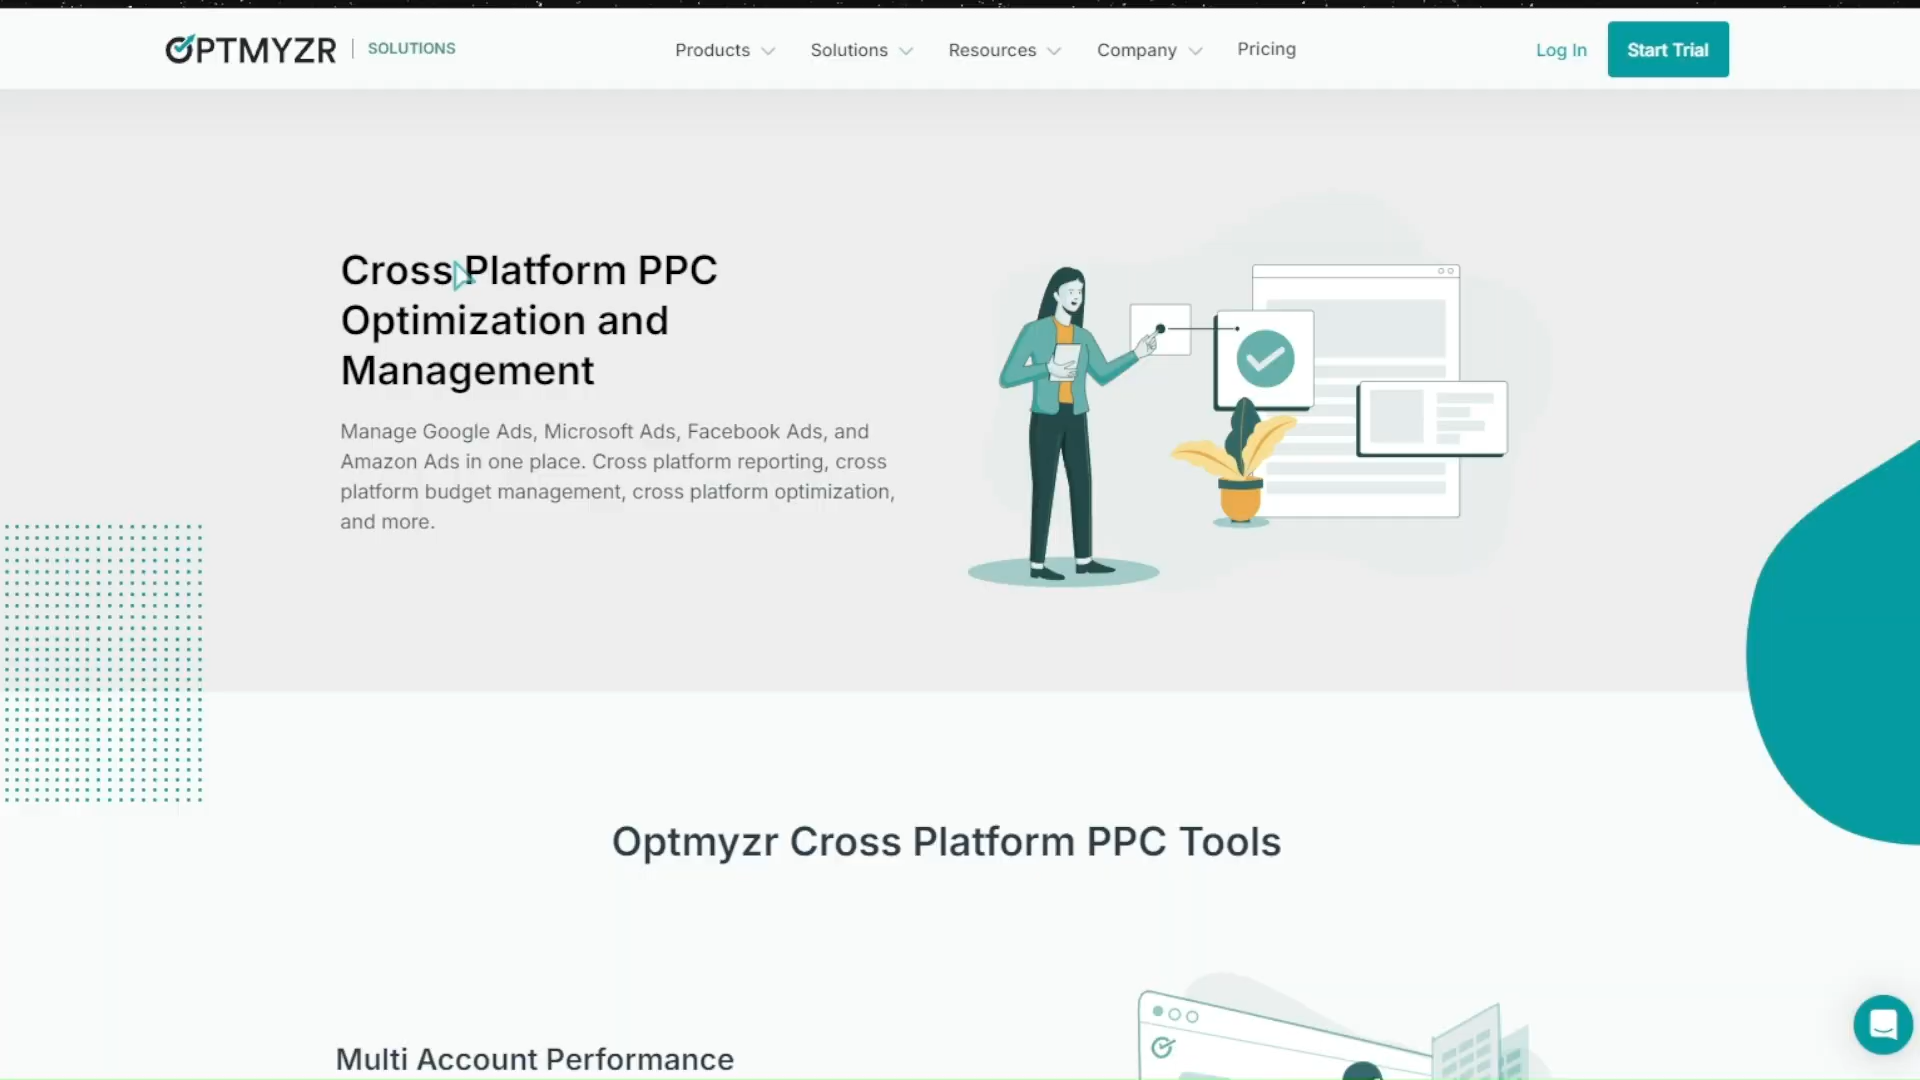 OPTMYZR
SOLUTIONS
Products
Solutions
Resources
Company
Pricing
Log In
Start Trial
Cross Platform PPC
Optimization and
Management
Manage Google Ads, Microsoft Ads, Facebook Ads, and
Amazon Ads in one place. Cross platform reporting, cross
platform budget management, cross platform optimization,
and more.
Optmyzr Cross Platform PPC Tools
Multi Account Performance